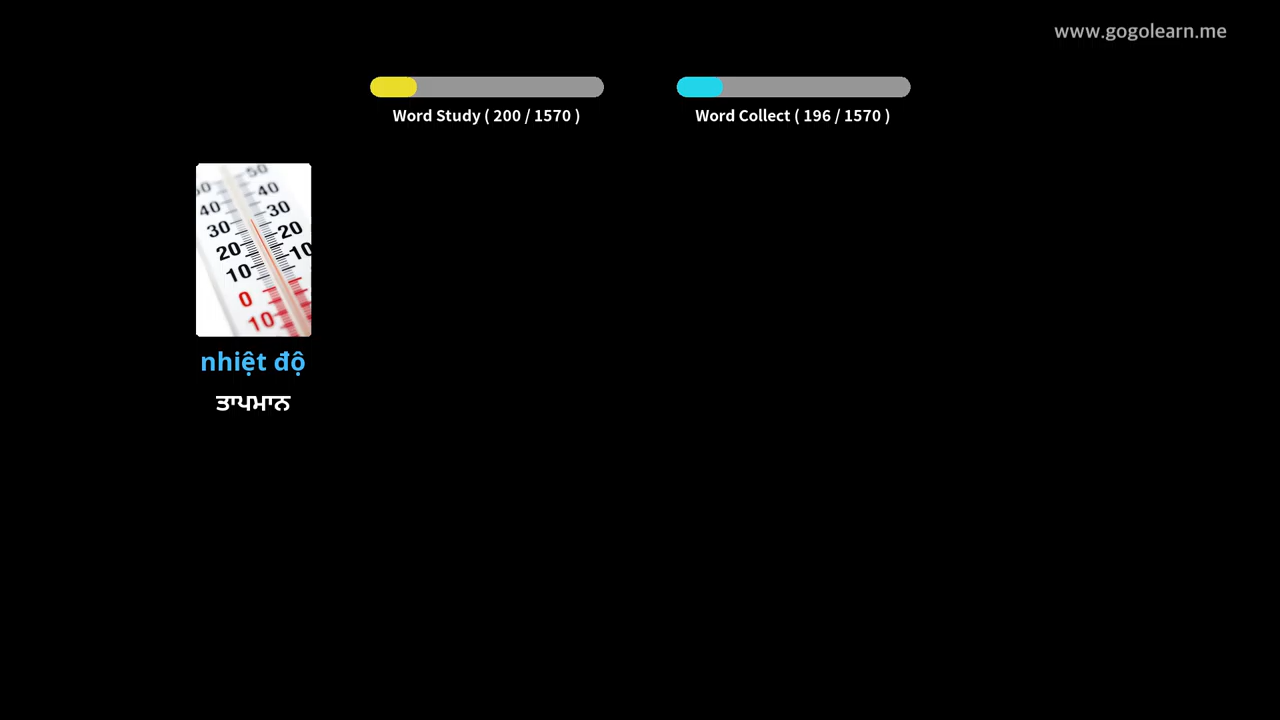 www.gogolearn.me
Word Study ( 200 / 1570 )
Word Collect ( 196 / 1570 )
50
40 40
30 30
20 20
10 10
0
10
nhiệt độ
ਤਾਪਮਾਨ